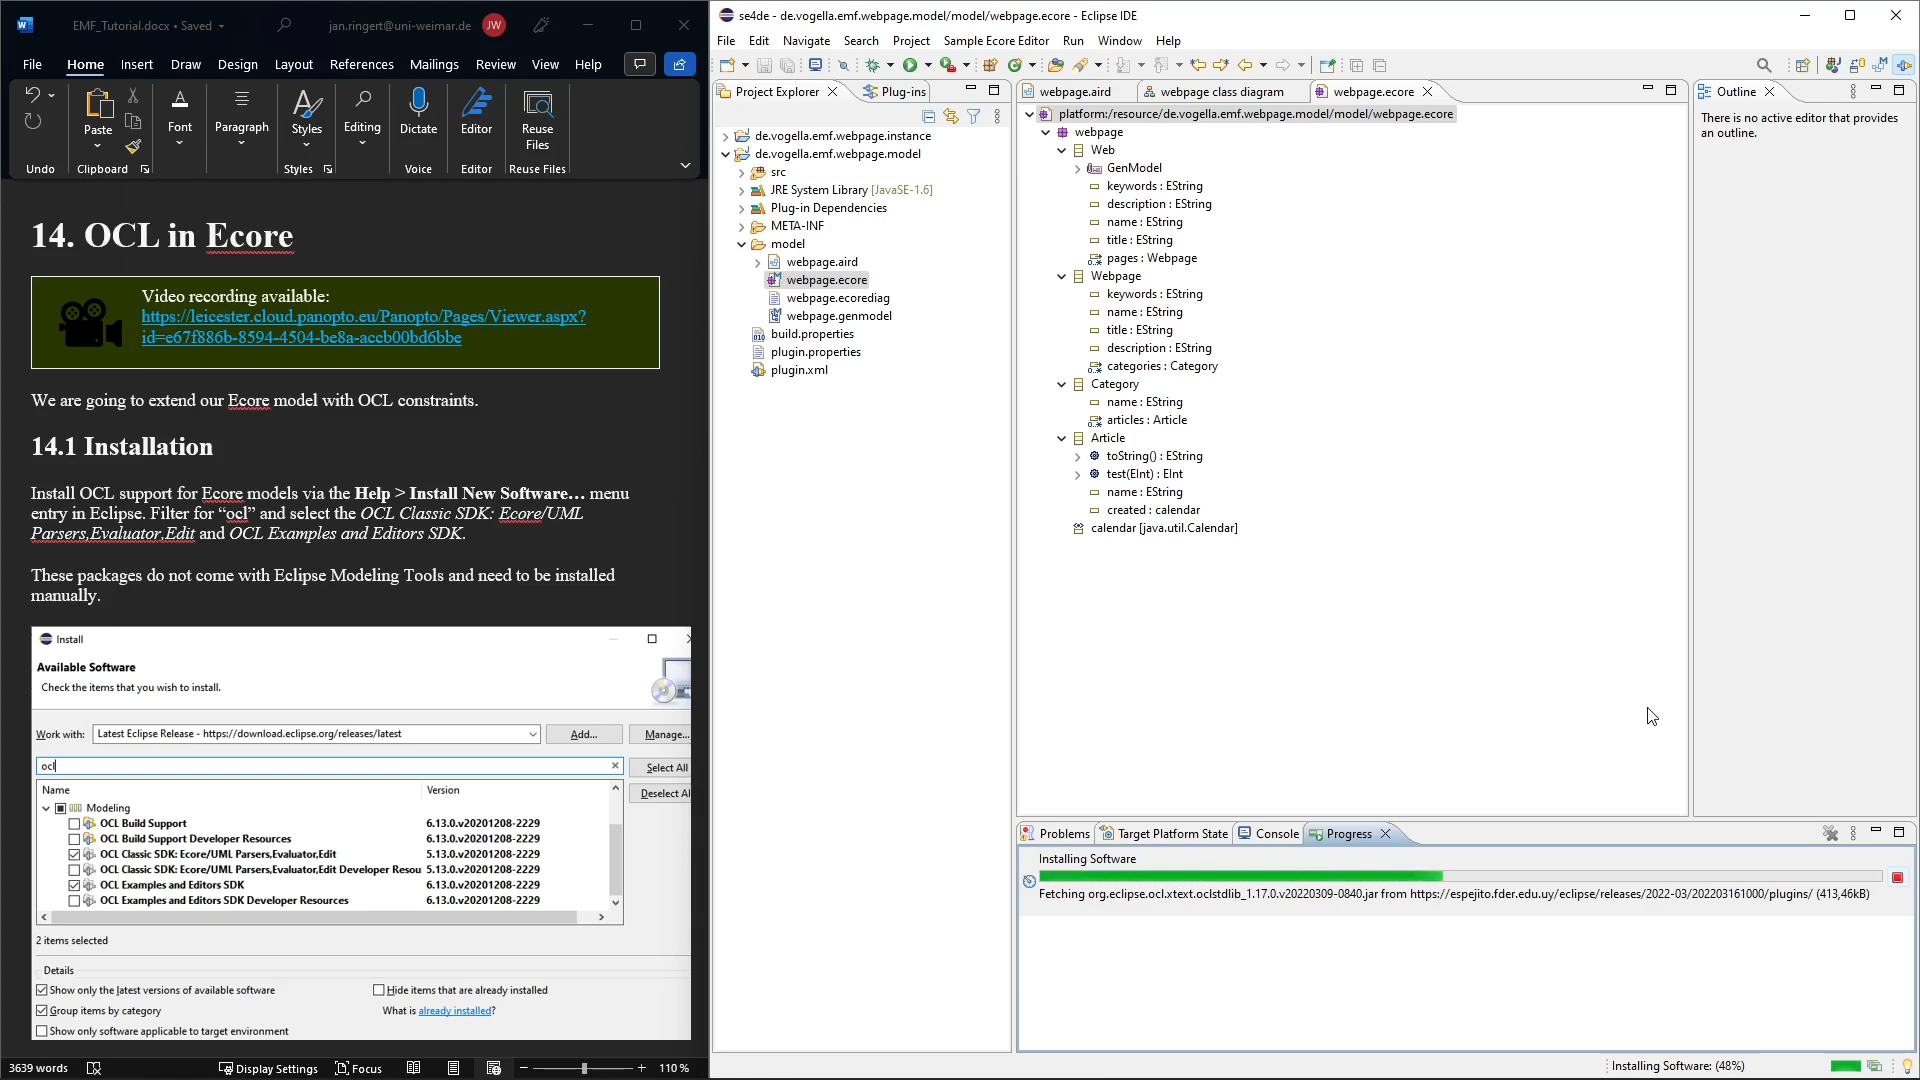 EMF_Tutorial.docx • Saved
jan.ringert@uni-weimar.de
JW
File Home Insert Draw Design Layout References Mailings Review View Help
Paste
Font
Paragraph
Styles
Editing
Dictate
Editor
Reuse
Files
Undo
Clipboard
Styles
Voice
Editor
Reuse Files
14. OCL in Ecore
Video recording available:
https://leicester.cloud.panopto.eu/Panopto/Pages/Viewer.aspx?
id=e67f886b-8594-4504-be8a-accb00bd6bbe
We are going to extend our Ecore model with OCL constraints.
14.1 Installation
Install OCL support for Ecore models via the Help > Install New Software… menu
entry in Eclipse. Filter for “ocl” and select the OCL Classic SDK: Ecore/UML
Parsers,Evaluator,Edit and OCL Examples and Editors SDK.
These packages do not come with Eclipse Modeling Tools and need to be installed
manually.
Install
Available Software
Check the items that you wish to install.
Work with: Latest Eclipse Release - https://download.eclipse.org/releases/latest Add... Manage...
ocl Select All
Name Version Deselect Al
Modeling
OCL Build Support 6.13.0.v20201208-2229
OCL Build Support Developer Resources 6.13.0.v20201208-2229
OCL Classic SDK: Ecore/UML Parsers,Evaluator,Edit 5.13.0.v20201208-2229
OCL Classic SDK: Ecore/UML Parsers,Evaluator,Edit Developer Resou 5.13.0.v20201208-2229
OCL Examples and Editors SDK 6.13.0.v20201208-2229
OCL Examples and Editors SDK Developer Resources 6.13.0.v20201208-2229
2 items selected
Details
Show only the latest versions of available software Hide items that are already installed
Group items by category What is already installed?
Show only software applicable to target environment
3639 words Display Settings Focus 110 %
se4de - de.vogella.emf.webpage.model/model/webpage.ecore - Eclipse IDE
File Edit Navigate Search Project Sample Ecore Editor Run Window Help
Project Explorer Plug-ins
de.vogella.emf.webpage.instance
de.vogella.emf.webpage.model
src
JRE System Library [JavaSE-1.6]
Plug-in Dependencies
META-INF
model
webpage.aird
webpage.ecore
webpage.ecorediag
webpage.genmodel
build.properties
plugin.properties
plugin.xml
webpage.aird webpage class diagram webpage.ecore
platform:/resource/de.vogella.emf.webpage.model/model/webpage.ecore
webpage
Web
GenModel
keywords : EString
description : EString
name : EString
title : EString
pages : Webpage
Webpage
keywords : EString
name : EString
title : EString
description : EString
categories : Category
Category
name : EString
articles : Article
Article
toString() : EString
test(EInt) : EInt
name : EString
created : calendar
calendar [java.util.Calendar]
Outline
There is no active editor that provides
an outline.
Problems Target Platform State Console Progress
Installing Software
Fetching org.eclipse.ocl.xtext.oclstdlib_1.17.0.v20220309-0840.jar from https://espejito.fder.edu.uy/eclipse/releases/2022-03/202203161000/plugins/ (413,46kB)
Installing Software: (48%)